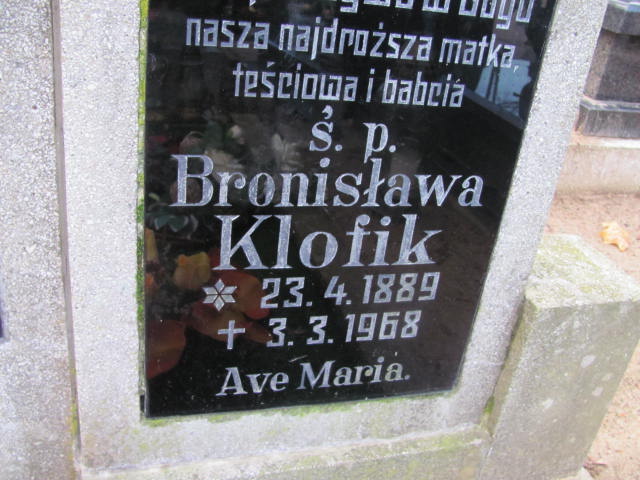 w Bogu
nasza najdroższa matka,
teściowa i babcia
ś. p.
Bronisława
Klofik
* 23. 4. 1889
+ 3. 3. 1968
Ave Maria.